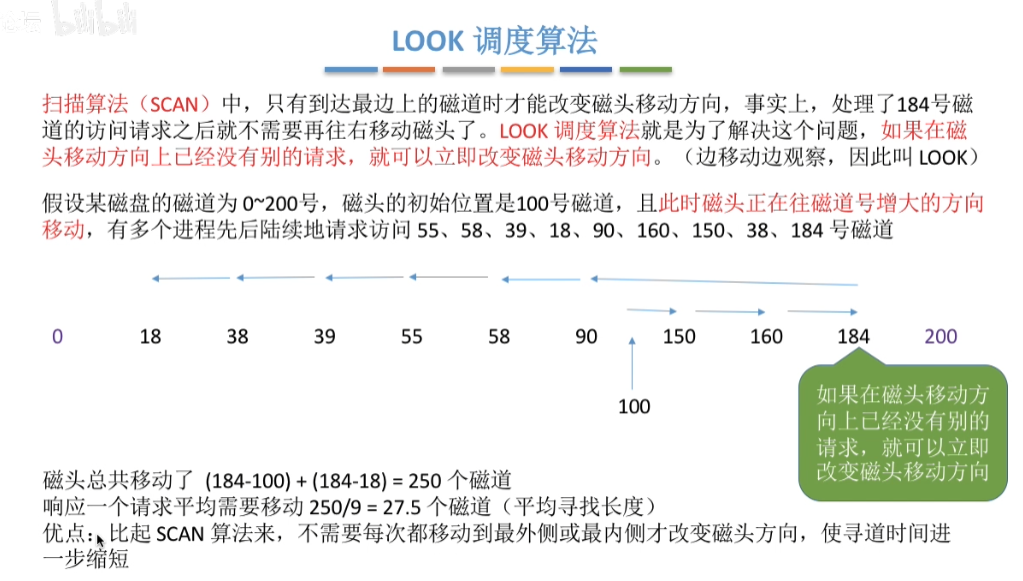 bilibili
LOOK 调度算法
扫描算法（SCAN）中，只有到达最边上的磁道时才能改变磁头移动方向，事实上，处理了184号磁
道的访问请求之后就不需要再往右移动磁头了。LOOK 调度算法就是为了解决这个问题，如果在磁
头移动方向上已经没有别的请求，就可以立即改变磁头移动方向。（边移动边观察，因此叫 LOOK）
假设某磁盘的磁道为 0~200号，磁头的初始位置是100号磁道，且此时磁头正在往磁道号增大的方向
移动，有多个进程先后陆续地请求访问 55、58、39、18、90、160、150、38、184 号磁道
0 18 38 39 55 58 90 150 160 184 200
100
如果在磁头移动方
向上已经没有别的
请求，就可以立即
改变磁头移动方向
磁头总共移动了 (184-100) + (184-18) = 250 个磁道
响应一个请求平均需要移动 250/9 = 27.5 个磁道（平均寻找长度）
优点：比起 SCAN 算法来，不需要每次都移动到最外侧或最内侧才改变磁头方向，使寻道时间进
一步缩短